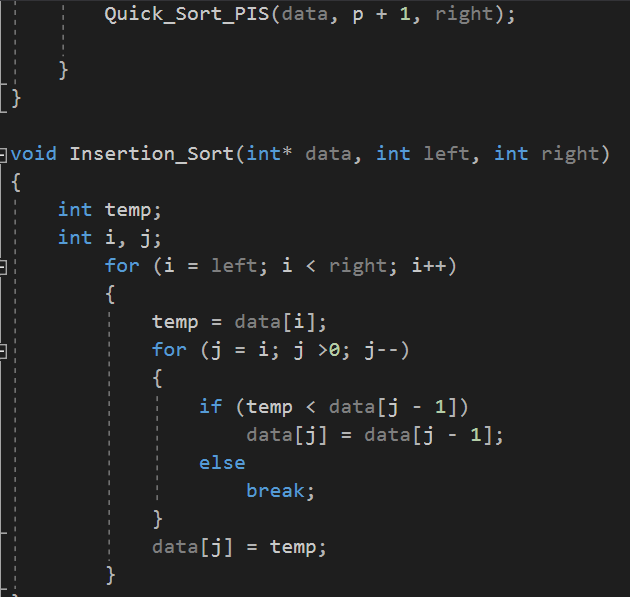 Quick_Sort_PIS(data, p + 1, right);
}
}
void Insertion_Sort(int* data, int left, int right)
{
int temp;
int i, j;
for (i = left; i < right; i++)
{
temp = data[i];
for (j = i; j >0; j--)
{
if (temp < data[j - 1])
data[j] = data[j - 1];
else
break;
}
data[j] = temp;
}